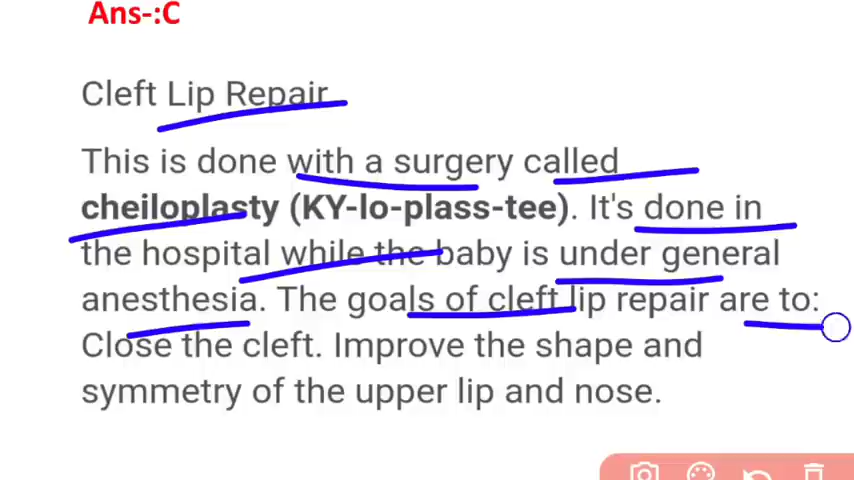 Ans-:C
Cleft Lip Repair
This is done with a surgery called
cheiloplasty (KY-lo-plass-tee). It's done in
the hospital while the baby is under general
anesthesia. The goals of cleft lip repair are to:
Close the cleft. Improve the shape and
symmetry of the upper lip and nose.